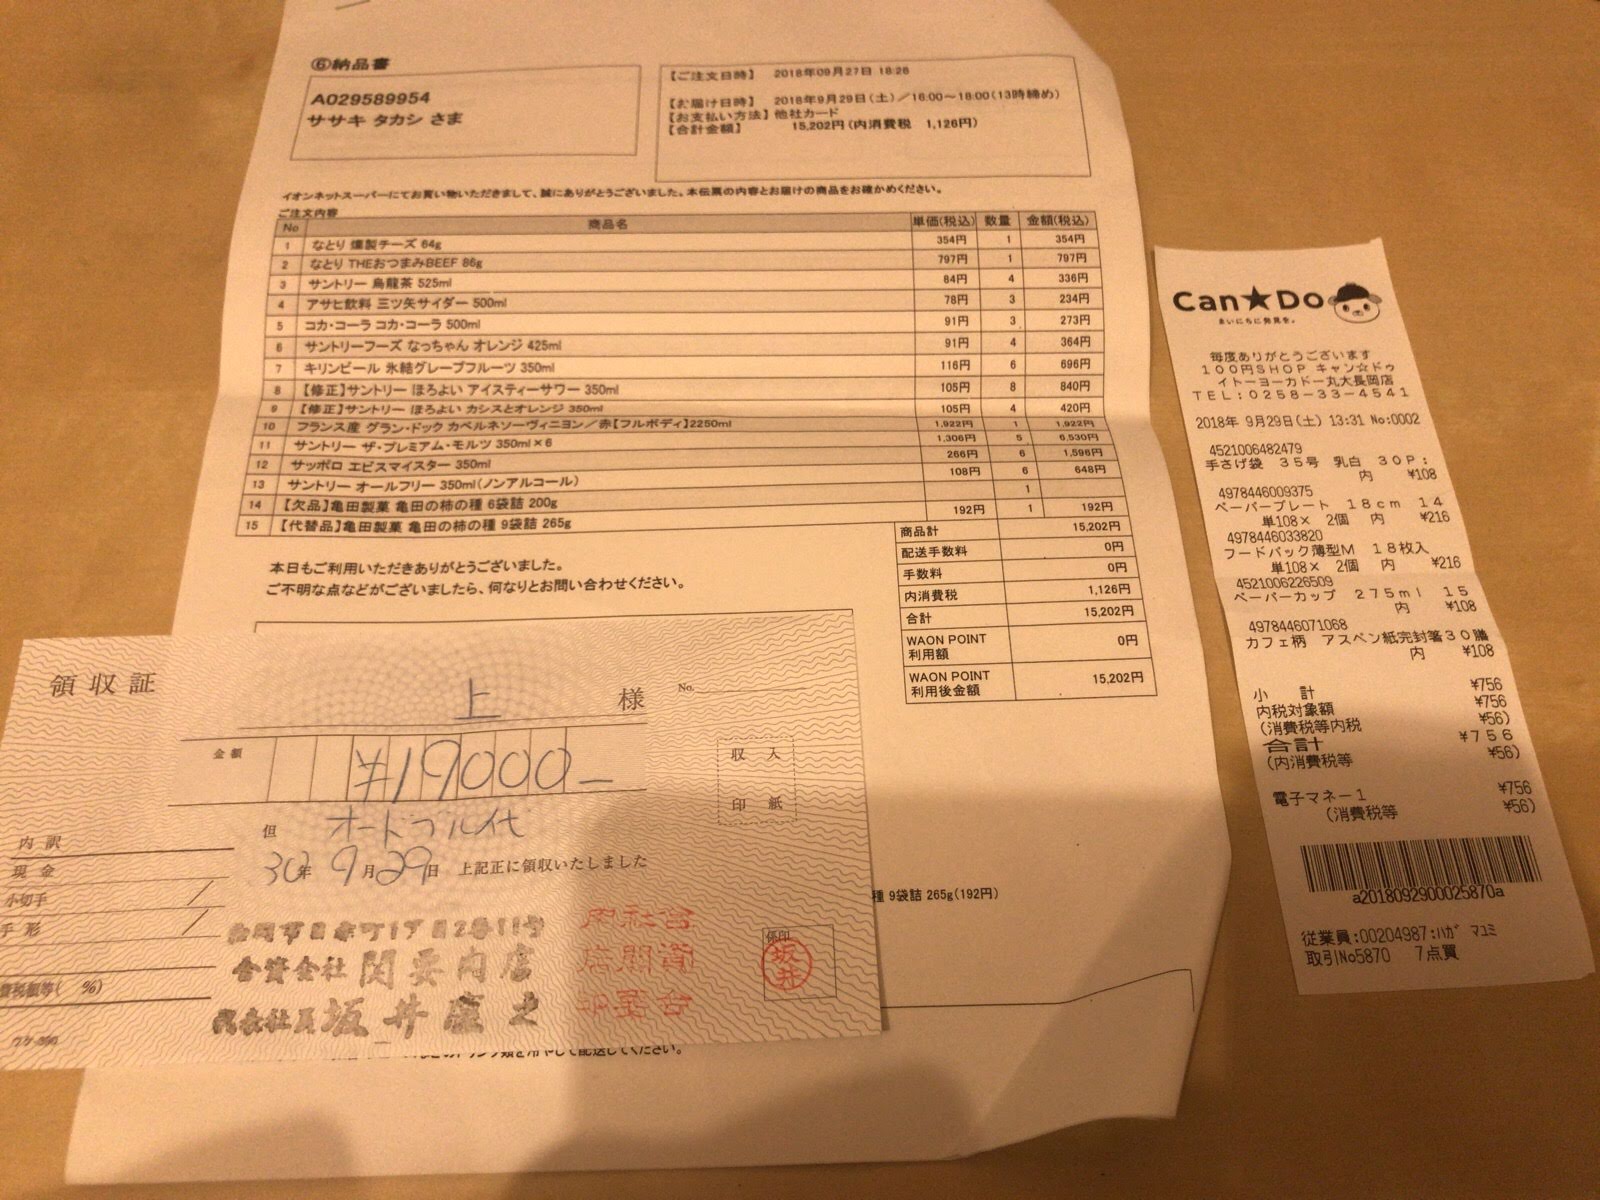 ⑥納品書
A029589954
ササキ タカシ さま
【ご注文日時】 2018年09月27日 18:28
【お届け日時】 2018年9月29日(土)／16:00～18:00(13時締め)
【お支払い方法】他社カード
【合計金額】 15,202円(内消費税 1,126円)
イオンネットスーパーにてお買い物いただきまして、誠にありがとうございました。本伝票の内容とお届けの商品をお確かめください。
ご注文内容
No 商品名 単価(税込) 数量 金額(税込)
1 なとり 燻製チーズ 64g 354円 1 354円
2 なとり THEおつまみBEEF 86g 797円 1 797円
3 サントリー 烏龍茶 525ml 84円 4 336円
4 アサヒ飲料 三ツ矢サイダー 500ml 78円 3 234円
5 コカ・コーラ コカ・コーラ 500ml 91円 3 273円
6 サントリーフーズ なっちゃん オレンジ 425ml 91円 4 364円
7 キリンビール 氷結グレープフルーツ 350ml 116円 6 696円
8 【修正】サントリー ほろよい アイスティーサワー 350ml 105円 8 840円
9 【修正】サントリー ほろよい カシスとオレンジ 350ml 105円 4 420円
10 フランス産 グラン・ドック カベルネソーヴィニヨン／赤【フルボディ】2250ml 1,922円 1 1,922円
11 サントリー ザ・プレミアム・モルツ 350ml×6 1,306円 5 6,530円
12 サッポロ エビスマイスター 350ml 266円 6 1,596円
13 サントリー オールフリー 350ml(ノンアルコール) 108円 6 648円
14 【欠品】亀田製菓 亀田の柿の種 6袋詰 200g 1
15 【代替品】亀田製菓 亀田の柿の種 9袋詰 265g 192円 1 192円
商品計 15,202円
配送手数料 0円
手数料 0円
内消費税 1,126円
合計 15,202円
WAON POINT 利用額 0円
WAON POINT 利用後金額 15,202円
本日もご利用いただきありがとうございました。
ご不明な点などがございましたら、何なりとお問い合わせください。
種 9袋詰 265g(192円)
冷やして配送してください。
領収証
上 様 No.
金額 ¥19000-
但 オードブル代
30年 9月29日 上記正に領収いたしました
収入
印紙
内訳
現金
小切手
手形
費税額等( %)
合資会社 関要肉店
代表社員 坂井
係印
坂井
Can★Do
まいにちに発見を。
毎度ありがとうございます
100円SHOP キャン☆ドゥ
イトーヨーカドー丸大長岡店
TEL:0258-33-4541
2018年 9月29日(土) 13:31 No:0002
4521006482479
手さげ袋 35号 乳白 30P;
内 ¥108
4978446009375
ペーパープレート 18cm 14
単108× 2個 内 ¥216
4978446033820
フードパック薄型M 18枚入
単108× 2個 内 ¥216
4521006226509
ペーパーカップ 275ml 15
内 ¥108
4978446071068
カフェ柄 アスペン紙完封箸30膳
内 ¥108
小計 ¥756
内税対象額 ¥756
(消費税等内税 ¥56)
合計 ¥756
(内消費税等 ¥56)
電子マネー1 ¥756
(消費税等 ¥56)
a2018092900025870a
従業員:00204987:ﾊｶﾞ ﾏﾕﾐ
取引No5870 7点買